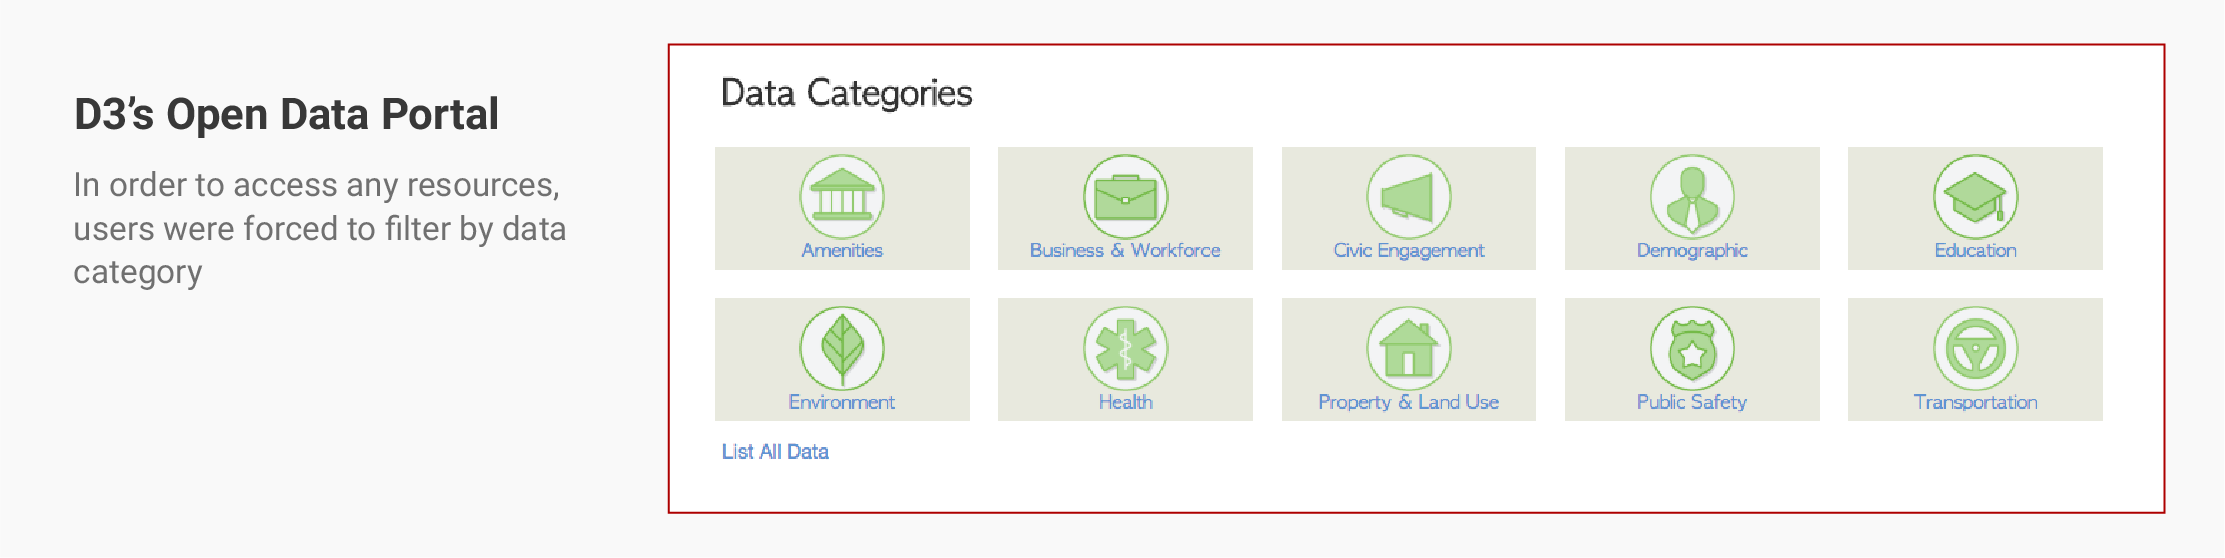 D3’s Open Data Portal
In order to access any resources,
users were forced to filter by data
category
Data Categories
Amenities
Business & Workforce
Civic Engagement
Demographic
Education
Environment
Health
Property & Land Use
Public Safety
Transportation
List All Data